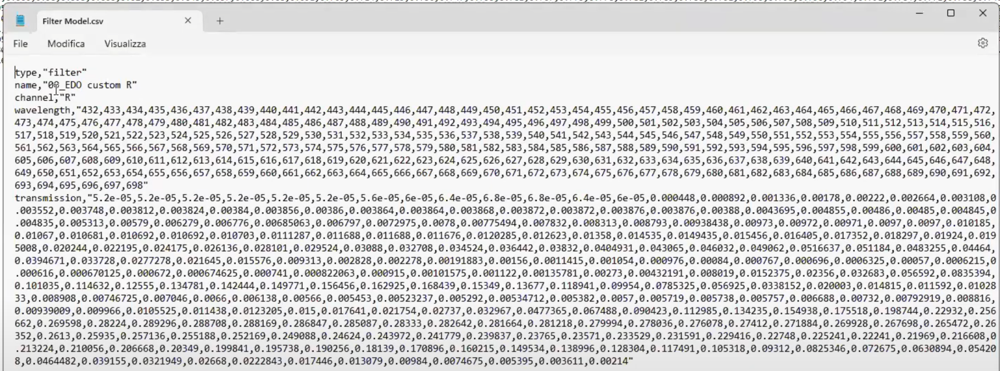 Filter Model.csv
File Modifica Visualizza
type,"filter"
name,"00_EDO custom R"
channel,"R"
wavelength,"432,433,434,435,436,437,438,439,440,441,442,443,444,445,446,447,448,449,450,451,452,453,454,455,456,457,458,459,460,461,462,463,464,465,466,467,468,469,470,471,472,
473,474,475,476,477,478,479,480,481,482,483,484,485,486,487,488,489,490,491,492,493,494,495,496,497,498,499,500,501,502,503,504,505,506,507,508,509,510,511,512,513,514,515,516,
517,518,519,520,521,522,523,524,525,526,527,528,529,530,531,532,533,534,535,536,537,538,539,540,541,542,543,544,545,546,547,548,549,550,551,552,553,554,555,556,557,558,559,560,
561,562,563,564,565,566,567,568,569,570,571,572,573,574,575,576,577,578,579,580,581,582,583,584,585,586,587,588,589,590,591,592,593,594,595,596,597,598,599,600,601,602,603,604,
605,606,607,608,609,610,611,612,613,614,615,616,617,618,619,620,621,622,623,624,625,626,627,628,629,630,631,632,633,634,635,636,637,638,639,640,641,642,643,644,645,646,647,648,
649,650,651,652,653,654,655,656,657,658,659,660,661,662,663,664,665,666,667,668,669,670,671,672,673,674,675,676,677,678,679,680,681,682,683,684,685,686,687,688,689,690,691,692,
693,694,695,696,697,698"
transmission,"5.2e-05,5.2e-05,5.2e-05,5.2e-05,5.2e-05,5.2e-05,5.6e-05,6e-05,6.4e-05,6.8e-05,6.8e-05,6.4e-05,6e-05,0.000448,0.000892,0.001336,0.00178,0.00222,0.002664,0.003108,0
.003552,0.003748,0.003812,0.003824,0.00384,0.003856,0.00386,0.003864,0.003864,0.003868,0.003872,0.003872,0.003876,0.003876,0.00388,0.0043695,0.004855,0.00486,0.00485,0.004845,0
.004835,0.005313,0.00579,0.006279,0.006776,0.00685063,0.006797,0.0072975,0.0078,0.00775494,0.007832,0.008313,0.008793,0.00938438,0.00973,0.00972,0.00971,0.0097,0.0097,0.010185,
0.01067,0.010681,0.010692,0.010692,0.010703,0.0111287,0.011688,0.011688,0.011676,0.0120285,0.012623,0.01358,0.014535,0.0149435,0.015456,0.016405,0.017352,0.018297,0.01924,0.019
5008,0.020244,0.022195,0.024175,0.026136,0.028101,0.029524,0.03088,0.032708,0.034524,0.036442,0.03832,0.0404931,0.043065,0.046032,0.049062,0.0516637,0.051184,0.0483255,0.04464,
0.0394671,0.033728,0.0277278,0.021645,0.015576,0.009313,0.002828,0.002278,0.00191883,0.00156,0.0011415,0.001054,0.000976,0.00084,0.000767,0.000696,0.0006325,0.00057,0.0006215,0
.000616,0.000670125,0.000672,0.000674625,0.000741,0.000822063,0.000915,0.00101575,0.001122,0.00135781,0.00273,0.00432191,0.008019,0.0152375,0.02356,0.032683,0.056592,0.0835394,
0.101035,0.114632,0.12555,0.134781,0.142444,0.149771,0.156456,0.162925,0.168439,0.15349,0.13677,0.118941,0.09954,0.0785325,0.056925,0.0338152,0.020003,0.014815,0.011592,0.01028
33,0.008908,0.00746725,0.007046,0.0066,0.006138,0.00566,0.005453,0.00523237,0.005292,0.00534712,0.005382,0.0057,0.005719,0.005738,0.005757,0.006688,0.00732,0.00792919,0.008816,
0.00939009,0.009966,0.0105525,0.011438,0.0123205,0.015,0.017641,0.021754,0.02737,0.032967,0.0477365,0.067488,0.090423,0.112985,0.134235,0.154938,0.175518,0.198744,0.22932,0.256
662,0.269598,0.28224,0.289296,0.288708,0.288169,0.286847,0.285087,0.28333,0.282642,0.281664,0.281218,0.279994,0.278036,0.276078,0.27412,0.271884,0.269928,0.267698,0.265472,0.26
352,0.2613,0.25935,0.257136,0.255188,0.252169,0.249088,0.24624,0.243972,0.241779,0.239837,0.23765,0.23571,0.233529,0.231591,0.229416,0.22748,0.225241,0.22241,0.21969,0.216608,0
.213224,0.210056,0.206668,0.20349,0.199841,0.195738,0.190256,0.18139,0.170896,0.160215,0.149534,0.138996,0.128304,0.117491,0.105318,0.09312,0.0825346,0.072675,0.0630894,0.05420
8,0.0464482,0.039155,0.0321949,0.02668,0.0222843,0.017446,0.013079,0.00984,0.0074675,0.005395,0.003611,0.00214"